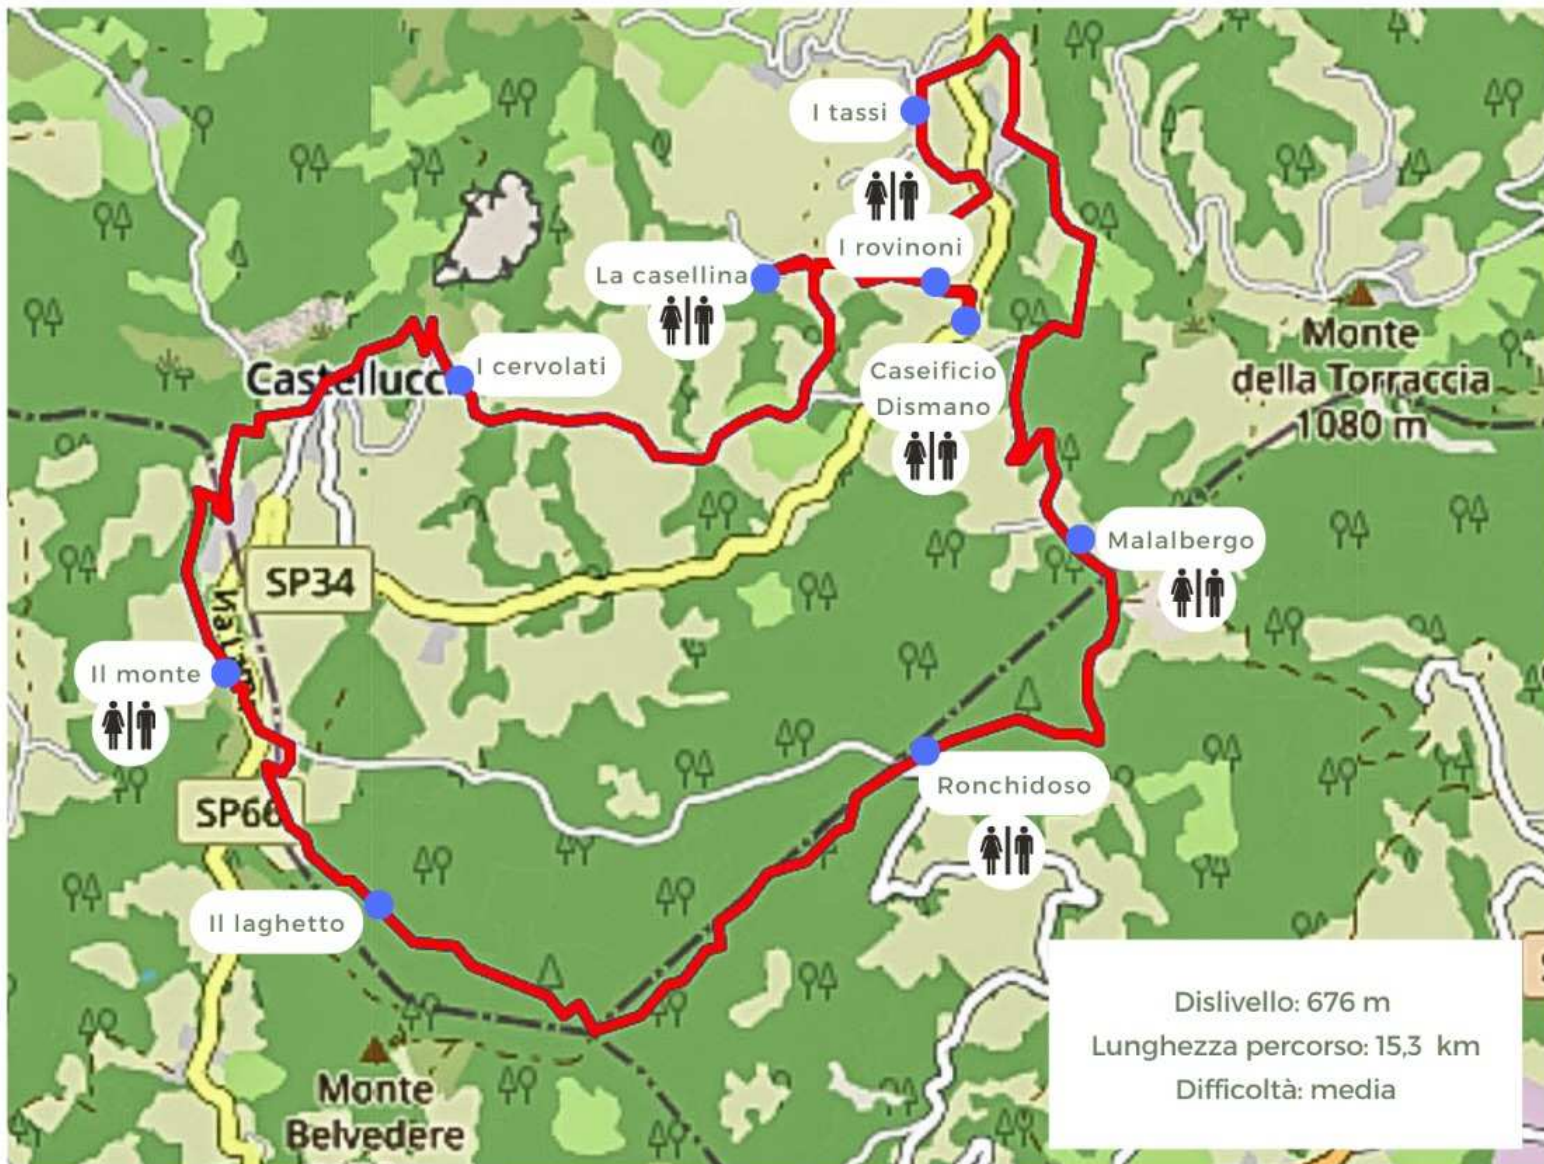 I tassi
I rovinoni
La casellina
Monte
della Torraccia
1080 m
I cervolati
Castellucci
Caseificio
Dismano
Malalbergo
SP34
Il monte
Ronchidoso
SP66
Il laghetto
Dislivello: 676 m
Lunghezza percorso: 15,3 km
Difficoltà: media
Monte
Belvedere